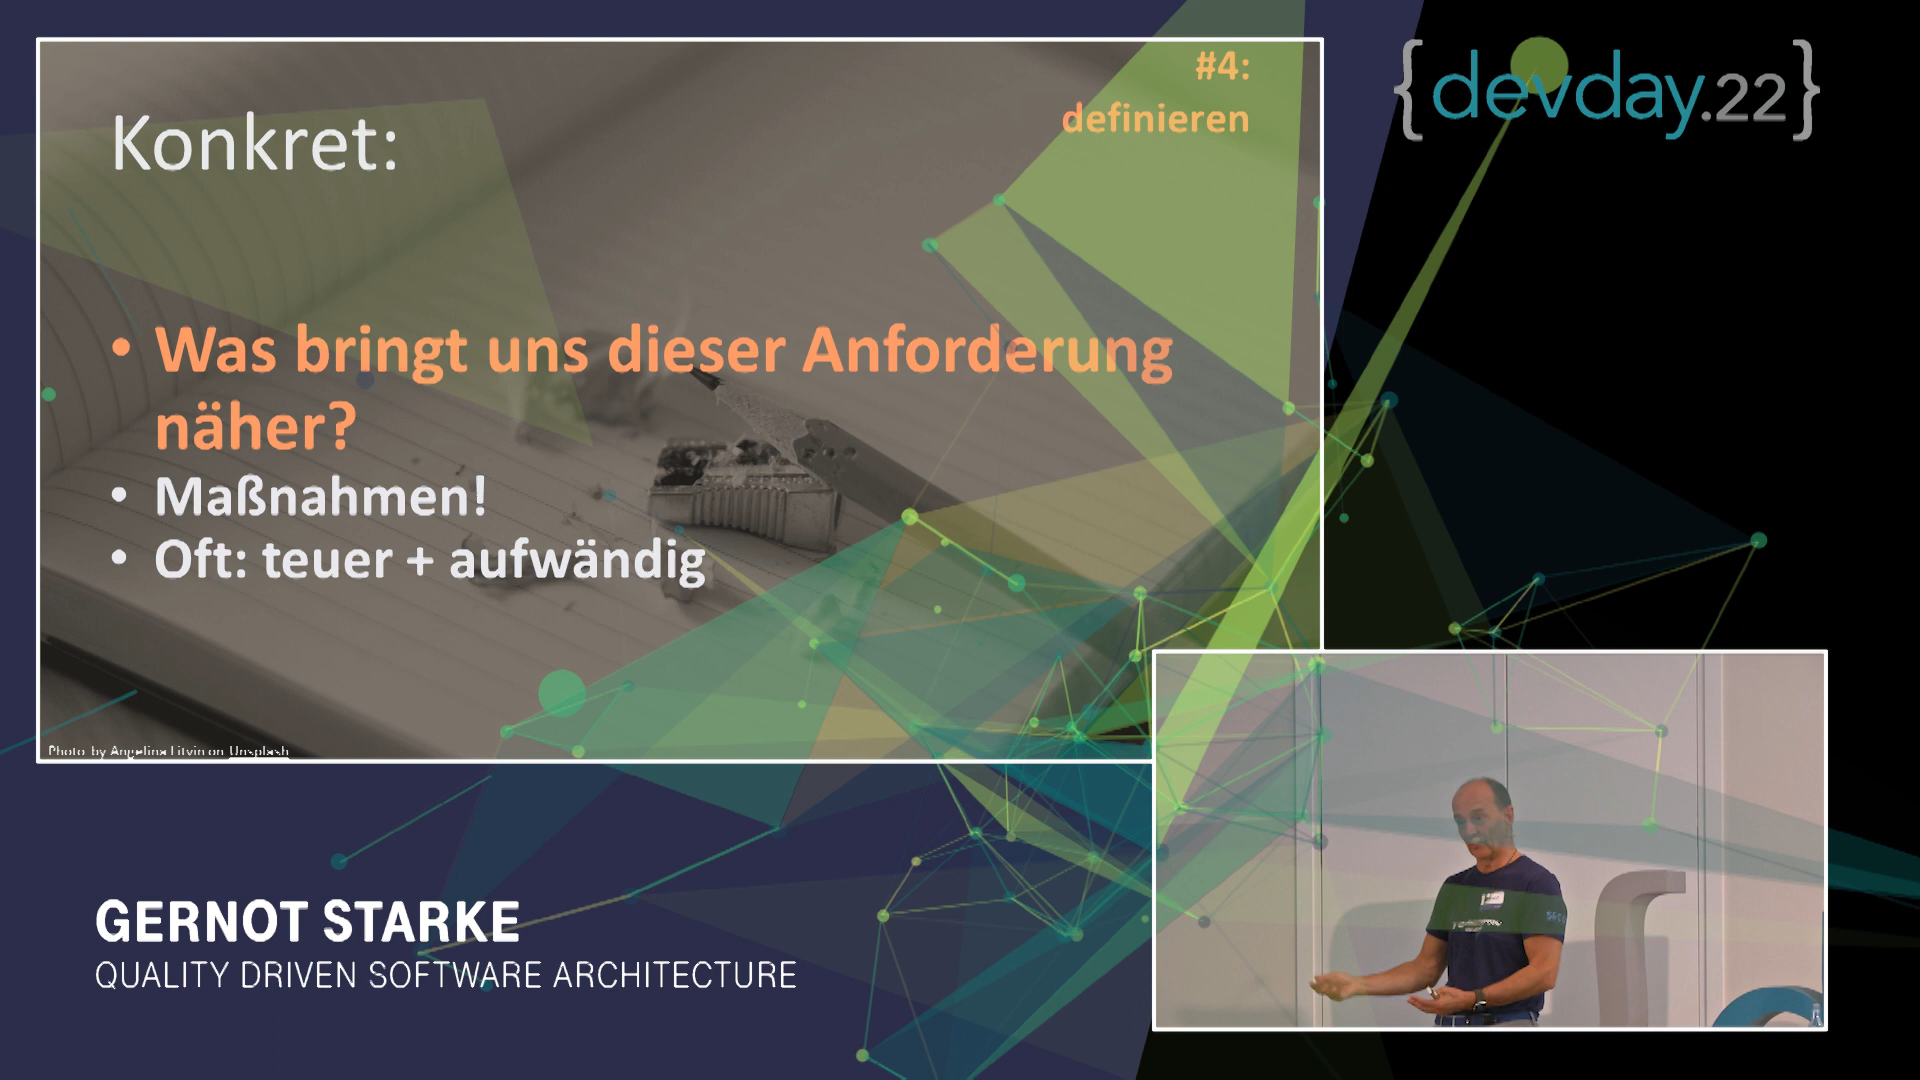 #4:
definieren
Konkret:
• Was bringt uns dieser Anforderung
näher?
• Maßnahmen!
• Oft: teuer + aufwändig
Photo by Angelina Litvin on Unsplash
{devday.22}
GERNOT STARKE
QUALITY DRIVEN SOFTWARE ARCHITECTURE